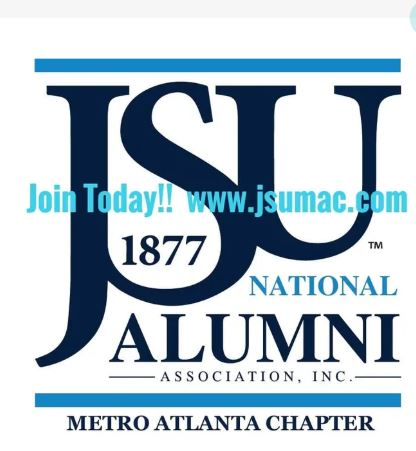 JSU
Join Today!! www.jsumac.com
TM
1877
NATIONAL
ALUMNI
ASSOCIATION, INC.
METRO ATLANTA CHAPTER